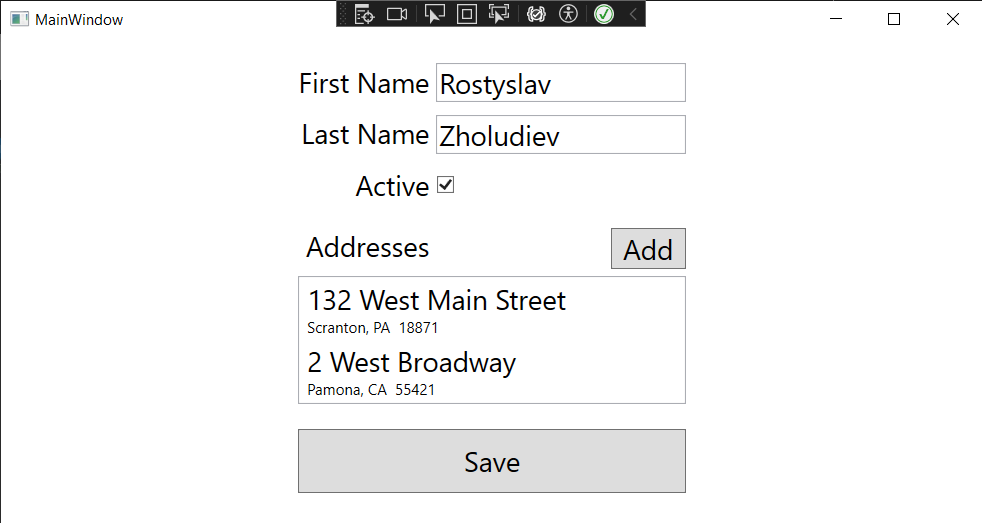 MainWindow
First Name Rostyslav
Last Name Zholudiev
Active
Addresses Add
132 West Main Street
Scranton, PA 18871
2 West Broadway
Pamona, CA 55421
Save